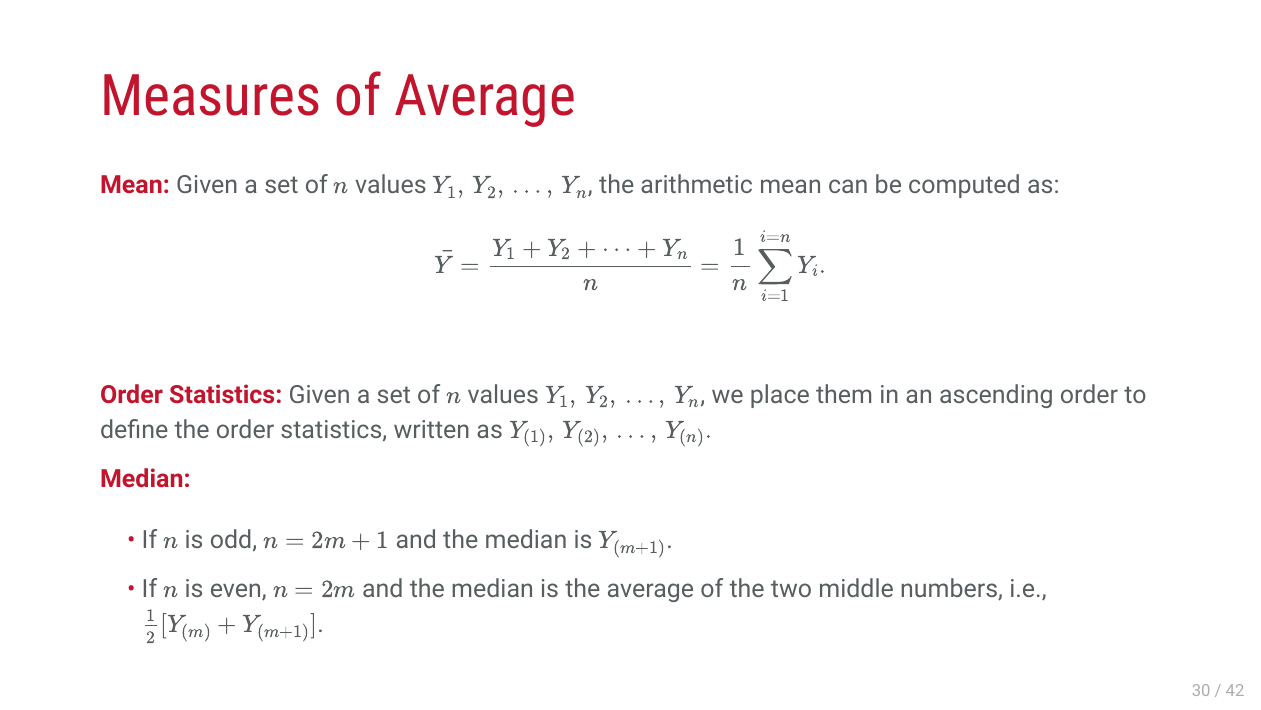 Measures of Average
Mean: Given a set of n values Y₁, Y₂, …, Yₙ, the arithmetic mean can be computed as:
Ȳ = (Y₁ + Y₂ + ⋯ + Yₙ)/n = (1/n) ∑_{i=1}^{i=n} Yᵢ.
Order Statistics: Given a set of n values Y₁, Y₂, …, Yₙ, we place them in an ascending order to
define the order statistics, written as Y₍₁₎, Y₍₂₎, …, Y₍ₙ₎.
Median:
• If n is odd, n = 2m + 1 and the median is Y₍ₘ₊₁₎.
• If n is even, n = 2m and the median is the average of the two middle numbers, i.e.,
½[Y₍ₘ₎ + Y₍ₘ₊₁₎].
30 / 42